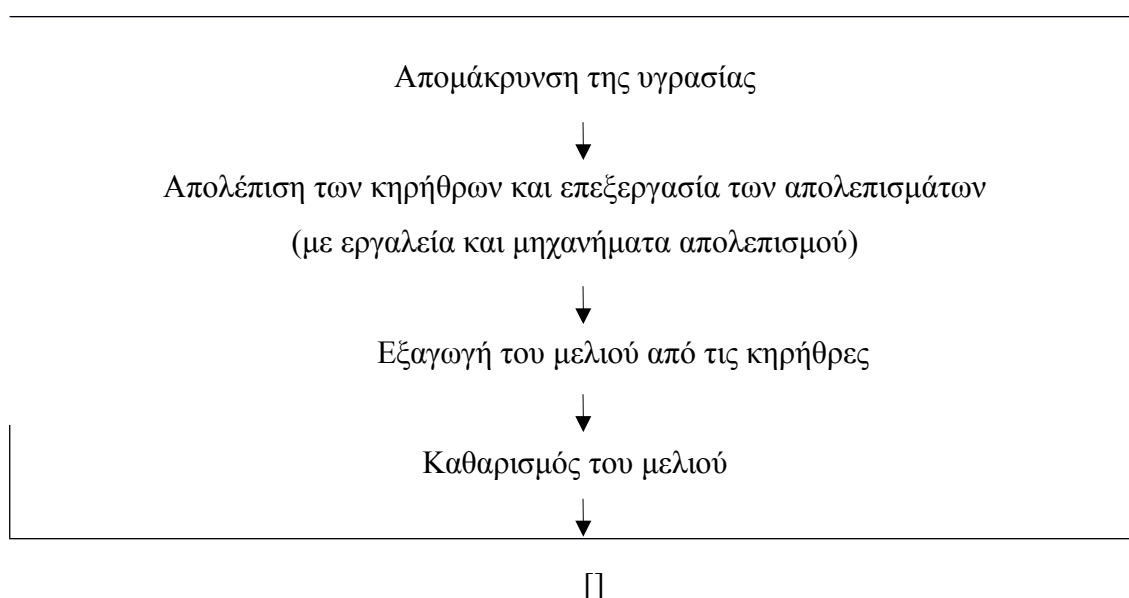 Απομάκρυνση της υγρασίας
Απολέπιση των κηρήθρων και επεξεργασία των απολεπισμάτων
(με εργαλεία και μηχανήματα απολεπισμού)
Εξαγωγή του μελιού από τις κηρήθρες
Καθαρισμός του μελιού
[]